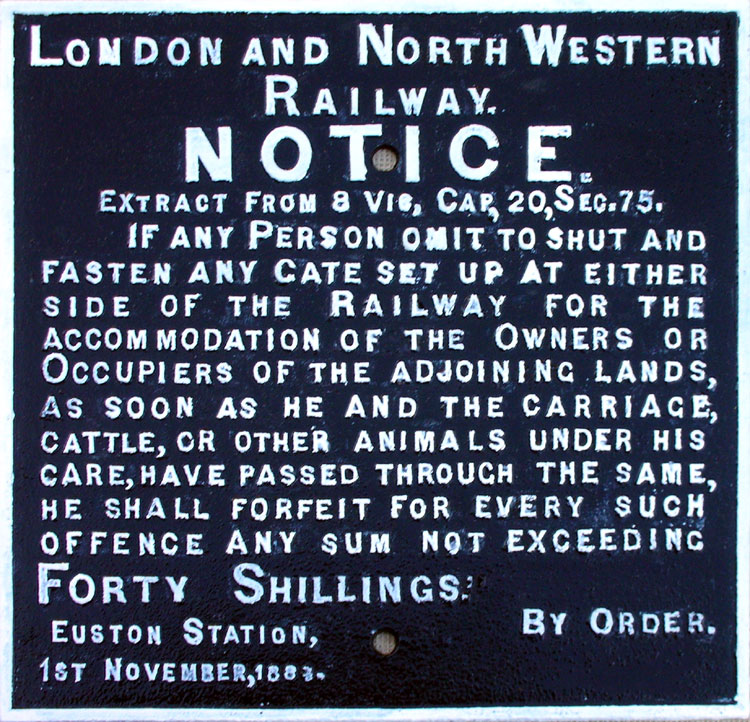 LONDON AND NORTH WESTERN
RAILWAY.
NOTICE.
EXTRACT FROM 8 VIC, CAP, 20, SEC. 75.
IF ANY PERSON OMIT TO SHUT AND
FASTEN ANY GATE SET UP AT EITHER
SIDE OF THE RAILWAY FOR THE
ACCOMMODATION OF THE OWNERS OR
OCCUPIERS OF THE ADJOINING LANDS,
AS SOON AS HE AND THE CARRIAGE,
CATTLE, OR OTHER ANIMALS UNDER HIS
CARE, HAVE PASSED THROUGH THE SAME,
HE SHALL FORFEIT FOR EVERY SUCH
OFFENCE ANY SUM NOT EXCEEDING
FORTY SHILLINGS.
BY ORDER.
EUSTON STATION,
1ST NOVEMBER,